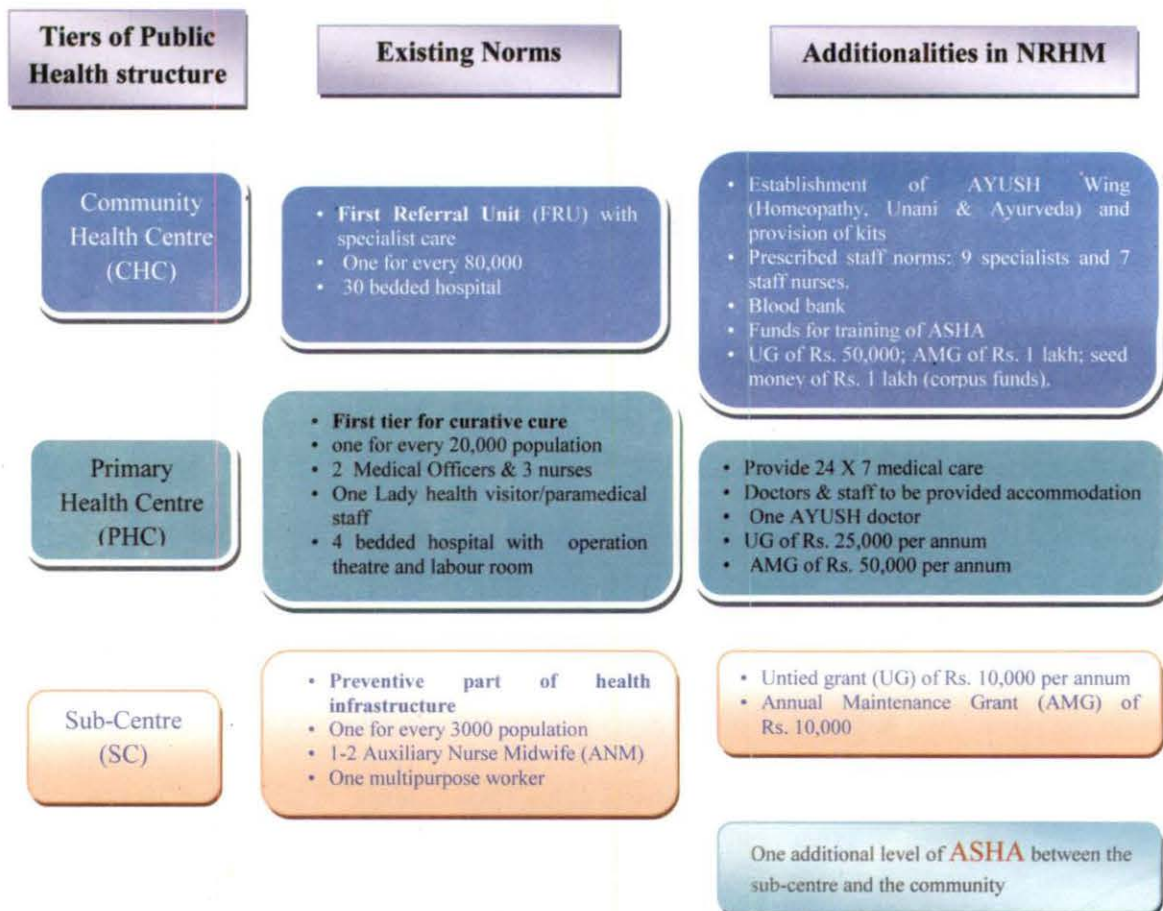 Tiers of Public
Health structure
Existing Norms
Additionalities in NRHM
Community
Health Centre
(CHC)
• First Referral Unit (FRU) with
specialist care
• One for every 80,000
• 30 bedded hospital
• Establishment of AYUSH Wing
(Homeopathy, Unani & Ayurveda) and
provision of kits
• Prescribed staff norms: 9 specialists and 7
staff nurses.
• Blood bank
• Funds for training of ASHA
• UG of Rs. 50,000; AMG of Rs. 1 lakh; seed
money of Rs. 1 lakh (corpus funds).
Primary
Health Centre
(PHC)
• First tier for curative cure
• one for every 20,000 population
• 2 Medical Officers & 3 nurses
• One Lady health visitor/paramedical
staff
• 4 bedded hospital with operation
theatre and labour room
• Provide 24 X 7 medical care
• Doctors & staff to be provided accommodation
• One AYUSH doctor
• UG of Rs. 25,000 per annum
• AMG of Rs. 50,000 per annum
Sub-Centre
(SC)
• Preventive part of health
infrastructure
• One for every 3000 population
• 1-2 Auxiliary Nurse Midwife (ANM)
• One multipurpose worker
• Untied grant (UG) of Rs. 10,000 per annum
• Annual Maintenance Grant (AMG) of
Rs. 10,000
One additional level of ASHA between the
sub-centre and the community